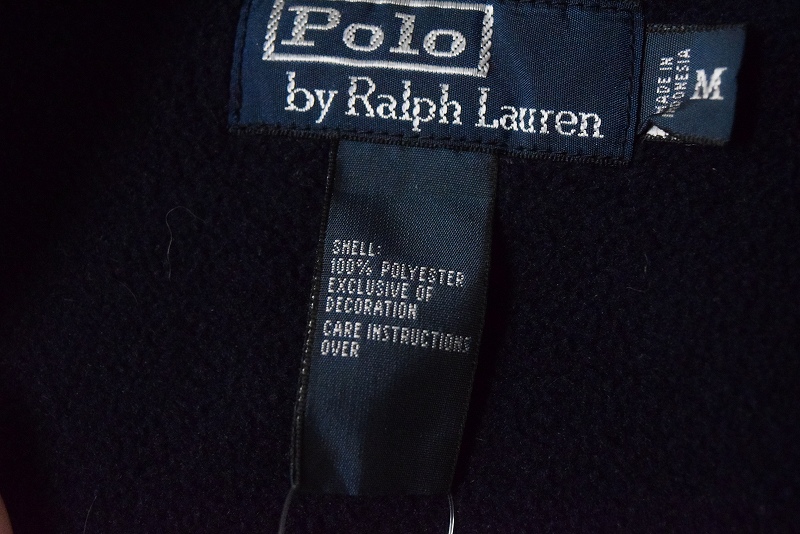 Polo
by Ralph Lauren
MADE IN
INDONESIA
M
SHELL:
100% POLYESTER
EXCLUSIVE OF
DECORATION
CARE INSTRUCTIONS
OVER